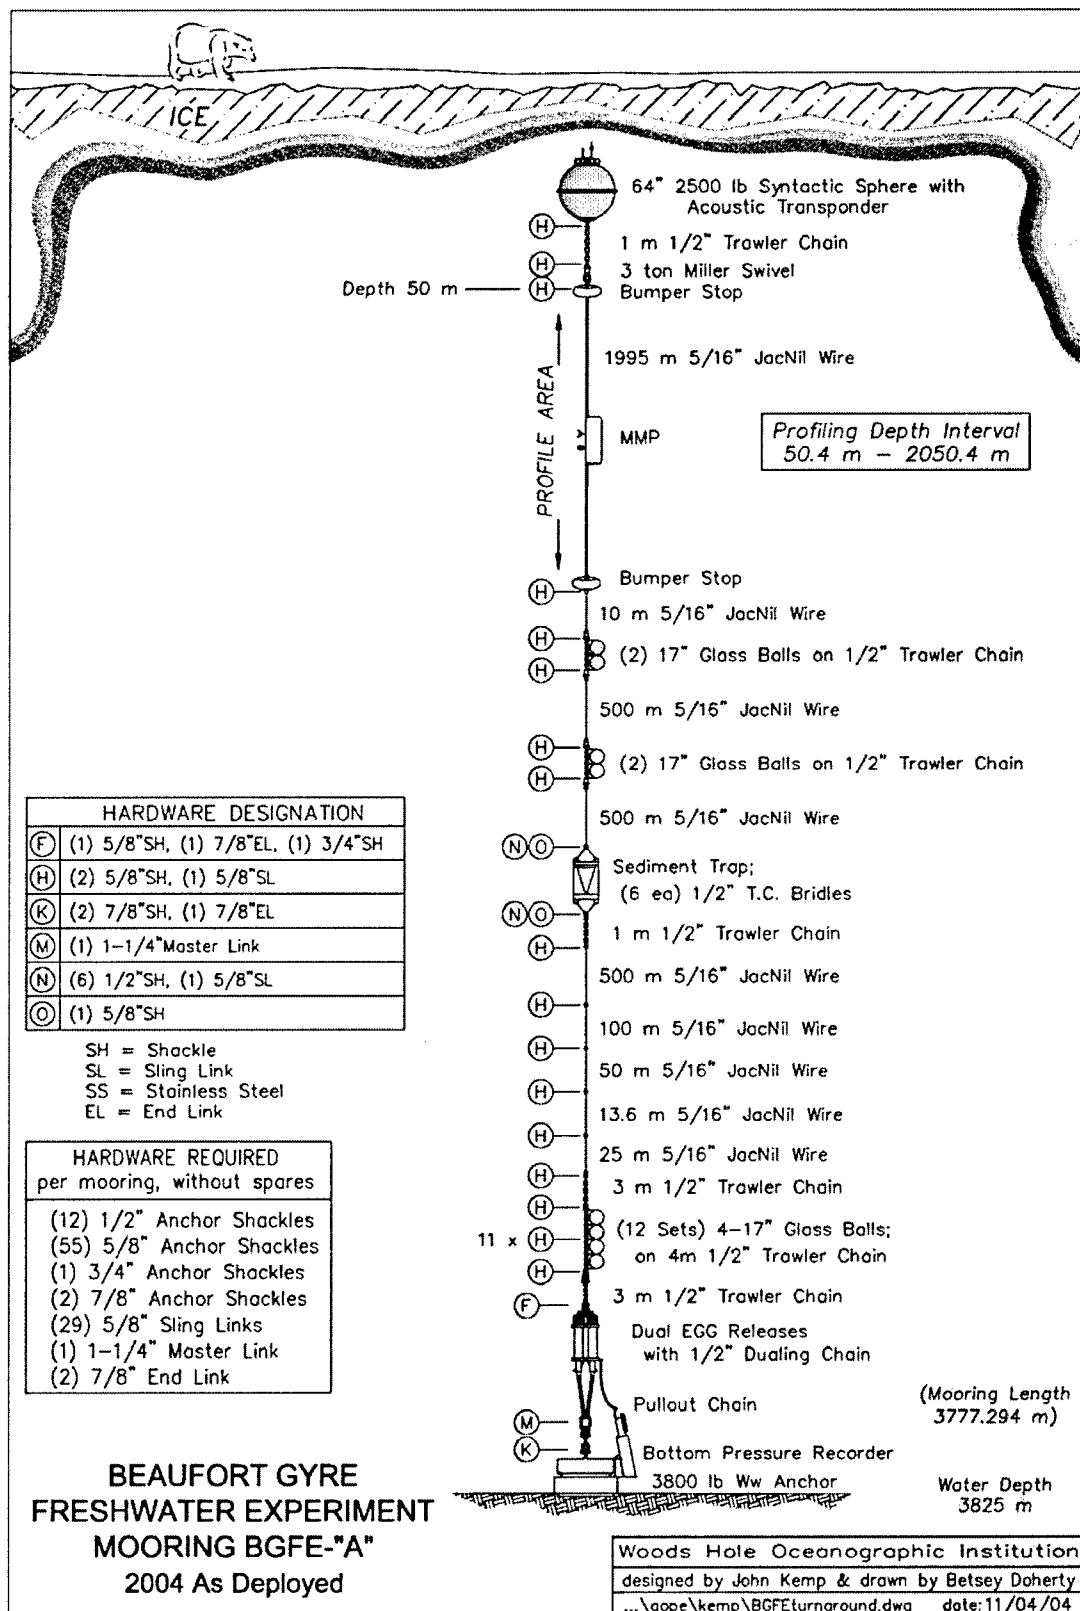 ICE
64" 2500 lb Syntactic Sphere with
Acoustic Transponder
H
1 m 1/2" Trawler Chain
H
3 ton Miller Swivel
Depth 50 m
H
Bumper Stop
PROFILE AREA
1995 m 5/16" JacNil Wire
MMP
Profiling Depth Interval
50.4 m – 2050.4 m
Bumper Stop
H
10 m 5/16" JacNil Wire
H
(2) 17" Glass Balls on 1/2" Trawler Chain
H
500 m 5/16" JacNil Wire
H
(2) 17" Glass Balls on 1/2" Trawler Chain
H
500 m 5/16" JacNil Wire
N O
Sediment Trap;
(6 ea) 1/2" T.C. Bridles
N O
1 m 1/2" Trawler Chain
H
500 m 5/16" JacNil Wire
H
100 m 5/16" JacNil Wire
H
50 m 5/16" JacNil Wire
H
13.6 m 5/16" JacNil Wire
H
25 m 5/16" JacNil Wire
H
3 m 1/2" Trawler Chain
H
(12 Sets) 4–17" Glass Balls;
11 x H
on 4m 1/2" Trawler Chain
H
3 m 1/2" Trawler Chain
F
Dual EGG Releases
with 1/2" Dualing Chain
Pullout Chain
M
K
Bottom Pressure Recorder
3800 lb Ww Anchor
(Mooring Length
3777.294 m)
Water Depth
3825 m
HARDWARE DESIGNATION
F (1) 5/8"SH, (1) 7/8"EL, (1) 3/4"SH
H (2) 5/8"SH, (1) 5/8"SL
K (2) 7/8"SH, (1) 7/8"EL
M (1) 1–1/4"Master Link
N (6) 1/2"SH, (1) 5/8"SL
O (1) 5/8"SH
SH = Shackle
SL = Sling Link
SS = Stainless Steel
EL = End Link
HARDWARE REQUIRED
per mooring, without spares
(12) 1/2" Anchor Shackles
(55) 5/8" Anchor Shackles
(1) 3/4" Anchor Shackles
(2) 7/8" Anchor Shackles
(29) 5/8" Sling Links
(1) 1–1/4" Master Link
(2) 7/8" End Link
BEAUFORT GYRE
FRESHWATER EXPERIMENT
MOORING BGFE-"A"
2004 As Deployed
Woods Hole Oceanographic Institution
designed by John Kemp & drawn by Betsey Doherty
...\aope\kemp\BGFEturnaround.dwg date:11/04/04